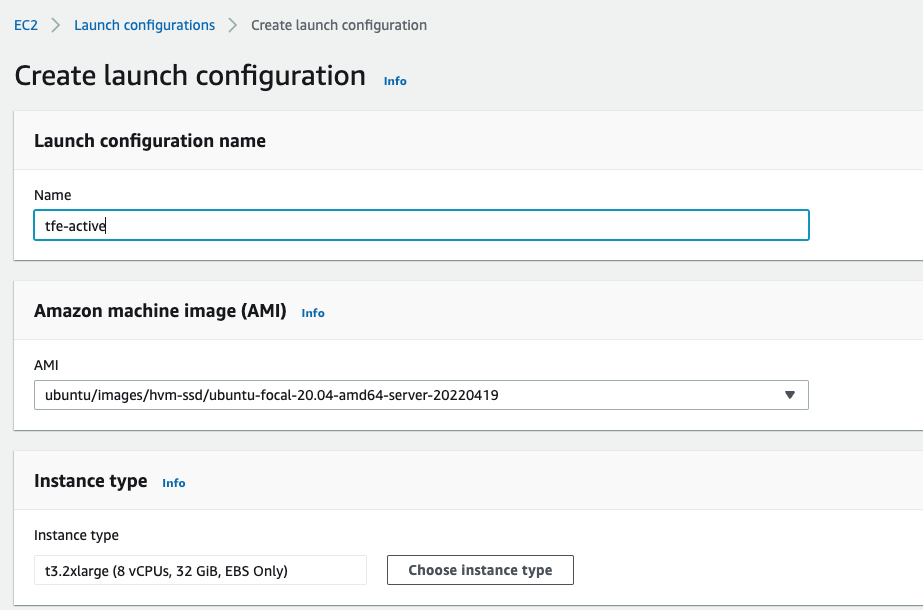 EC2 > Launch configurations > Create launch configuration
Create launch configuration Info
Launch configuration name
Name
tfe-active
Amazon machine image (AMI) Info
AMI
ubuntu/images/hvm-ssd/ubuntu-focal-20.04-amd64-server-20220419
Instance type Info
Instance type
t3.2xlarge (8 vCPUs, 32 GiB, EBS Only) Choose instance type